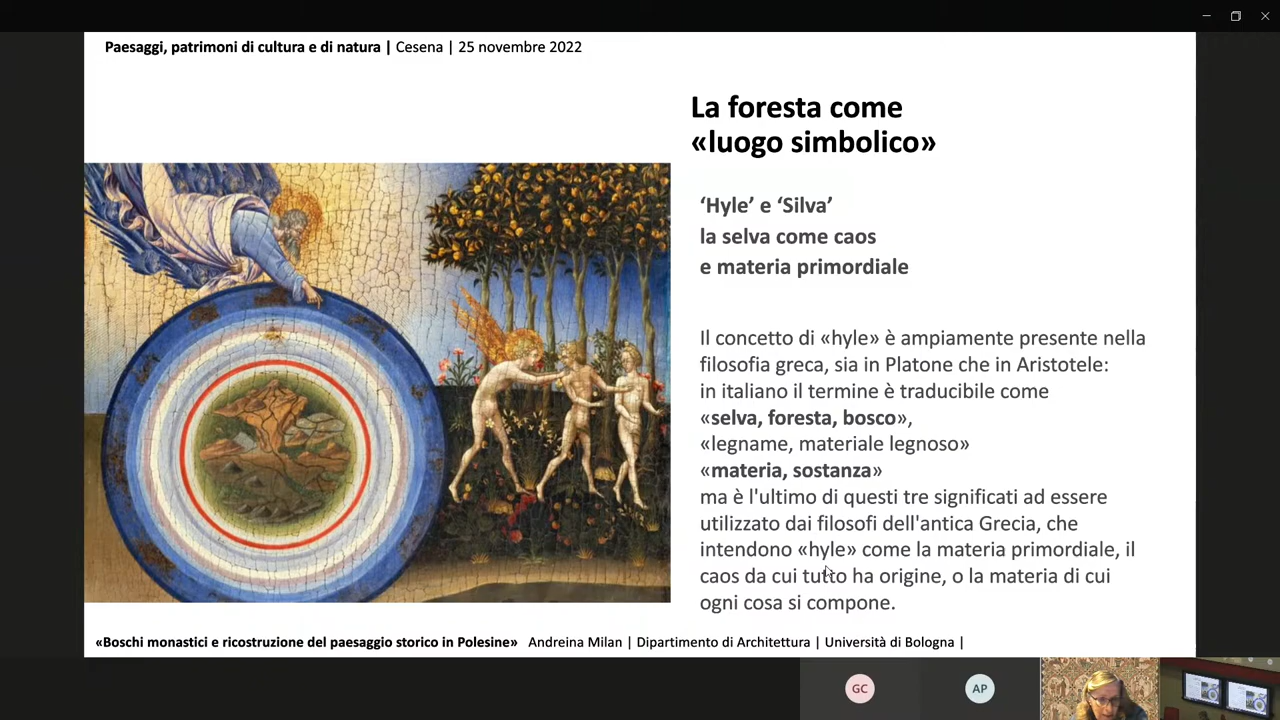 Paesaggi, patrimoni di cultura e di natura | Cesena | 25 novembre 2022
La foresta come
«luogo simbolico»
‘Hyle’ e ‘Silva’
la selva come caos
e materia primordiale
Il concetto di «hyle» è ampiamente presente nella
filosofia greca, sia in Platone che in Aristotele:
in italiano il termine è traducibile come
«selva, foresta, bosco»,
«legname, materiale legnoso»
«materia, sostanza»
ma è l'ultimo di questi tre significati ad essere
utilizzato dai filosofi dell'antica Grecia, che
intendono «hyle» come la materia primordiale, il
caos da cui tutto ha origine, o la materia di cui
ogni cosa si compone.
«Boschi monastici e ricostruzione del paesaggio storico in Polesine» Andreina Milan | Dipartimento di Architettura | Università di Bologna |
GC
AP